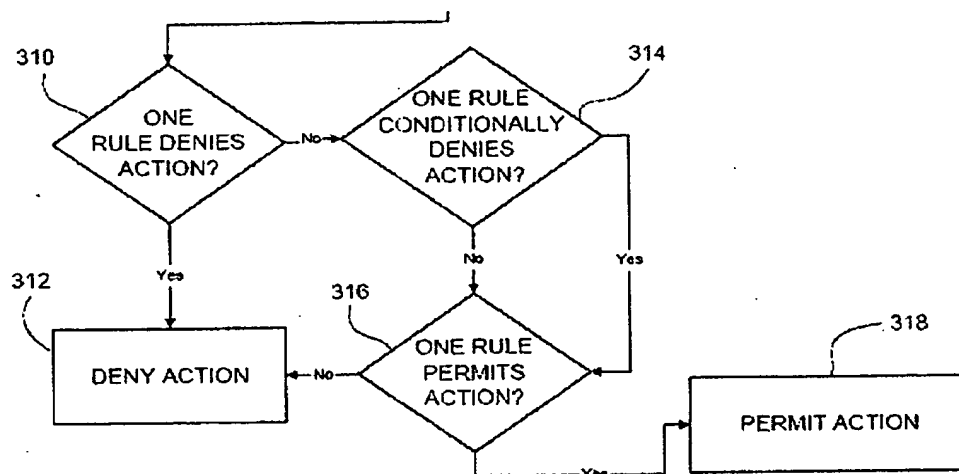 310
314
ONE
RULE DENIES
ACTION?
No
ONE RULE
CONDITIONALLY
DENIES
ACTION?
Yes
No
Yes
312
316
318
DENY ACTION
No
ONE RULE
PERMITS
ACTION?
PERMIT ACTION
Yes